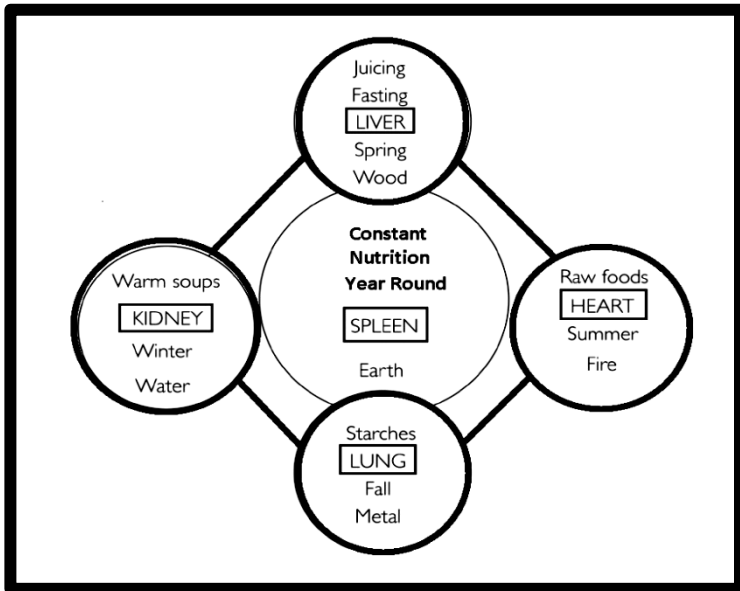 Juicing
Fasting
LIVER
Spring
Wood
Constant
Nutrition
Year Round
SPLEEN
Earth
Warm soups
KIDNEY
Winter
Water
Raw foods
HEART
Summer
Fire
Starches
LUNG
Fall
Metal